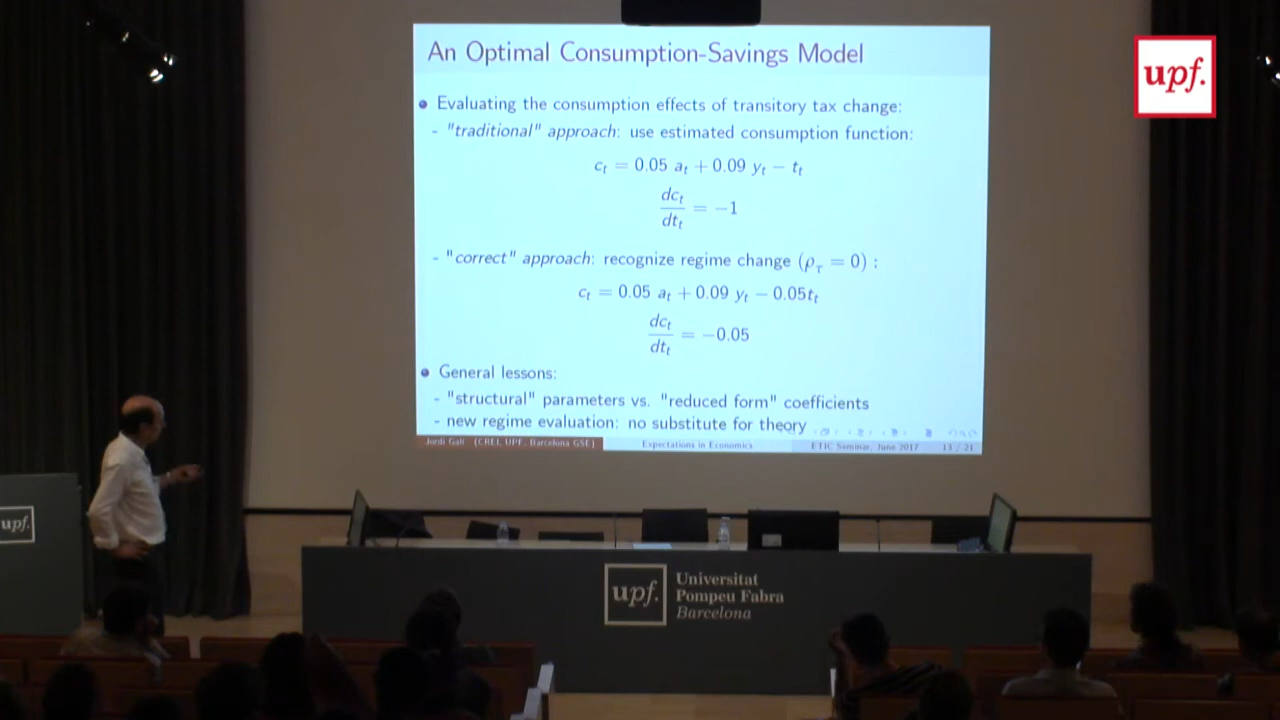 An Optimal Consumption-Savings Model
Evaluating the consumption effects of transitory tax change:
- "traditional" approach: use estimated consumption function:
c_t = 0.05 a_t + 0.09 y_t − t_t
dc_t
dt_t
= −1
- "correct" approach: recognize regime change (ρ_τ = 0) :
c_t = 0.05 a_t + 0.09 y_t − 0.05t_t
dc_t
dt_t
= −0.05
General lessons:
- "structural" parameters vs. "reduced form" coefficients
- new regime evaluation: no substitute for theory
Jordi Galí (CREI, UPF, Barcelona GSE)
Expectations in Economics
ETIC Seminar, June 2017
13 / 21
upf.
upf.
upf.
Universitat
Pompeu Fabra
Barcelona